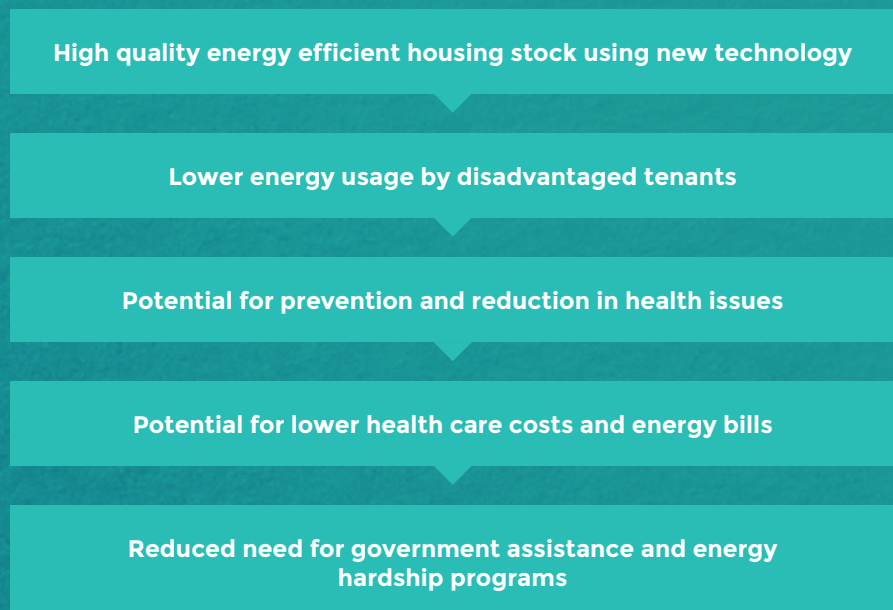 High quality energy efficient housing stock using new technology
Lower energy usage by disadvantaged tenants
Potential for prevention and reduction in health issues
Potential for lower health care costs and energy bills
Reduced need for government assistance and energy
hardship programs